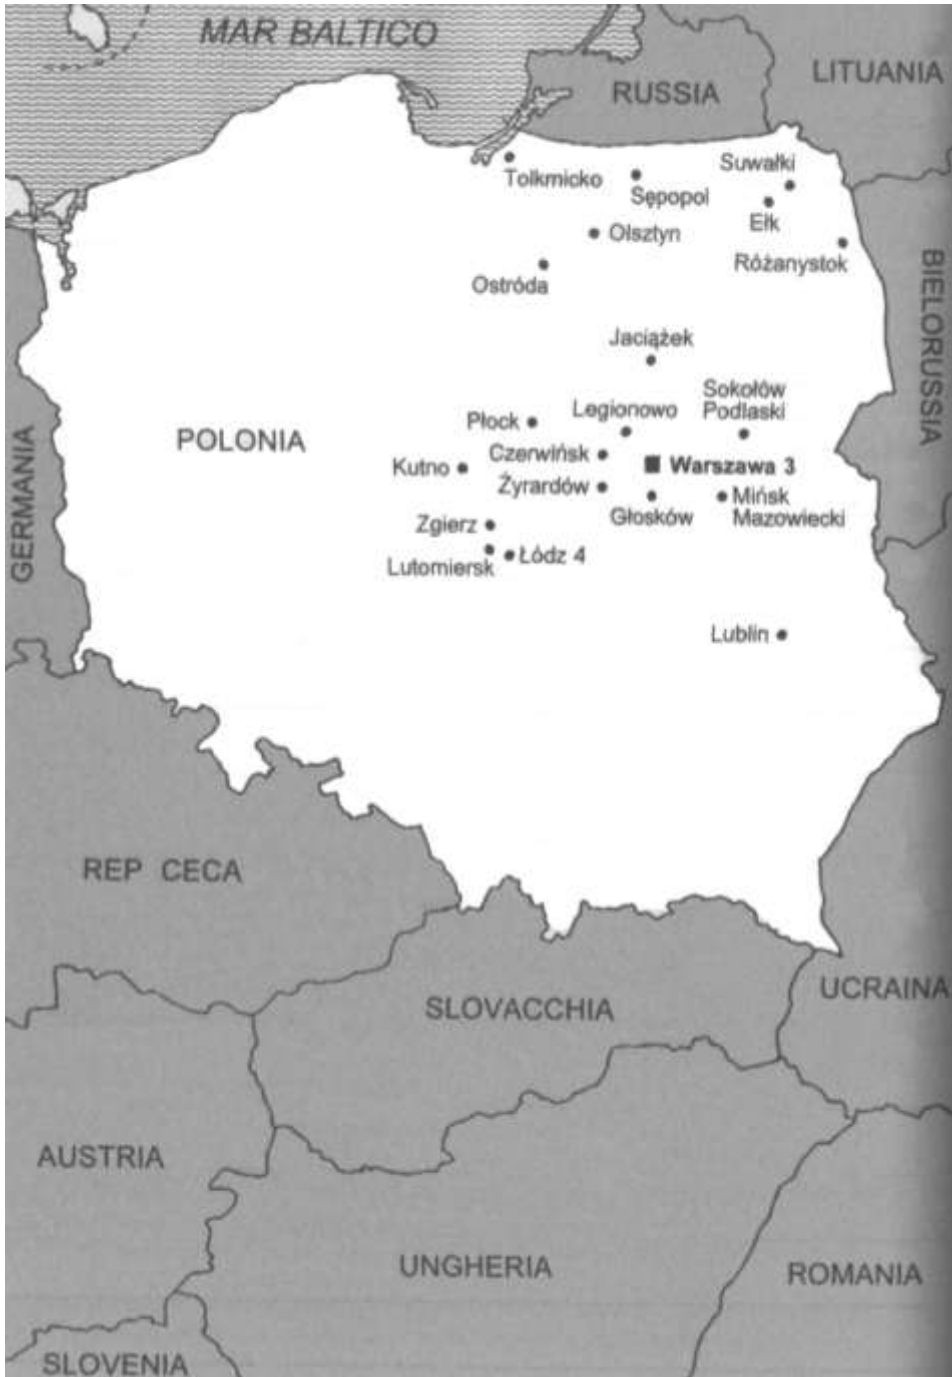 MAR BALTICO
LITUANIA
RUSSIA
Suwałki
Tolkmicko
Sępopol
Ełk
Olsztyn
Różanystok
Ostróda
BIELORUSSIA
Jaciążek
Sokołów
Podlaski
Legionowo
Płock
POLONIA
Czerwińsk
Warszawa 3
Kutno
Żyrardów
Mińsk
Mazowiecki
Głosków
GERMANIA
Zgierz
Łódz 4
Lutomiersk
Lublin
REP CECA
UCRAINA
SLOVACCHIA
AUSTRIA
UNGHERIA
ROMANIA
SLOVENIA